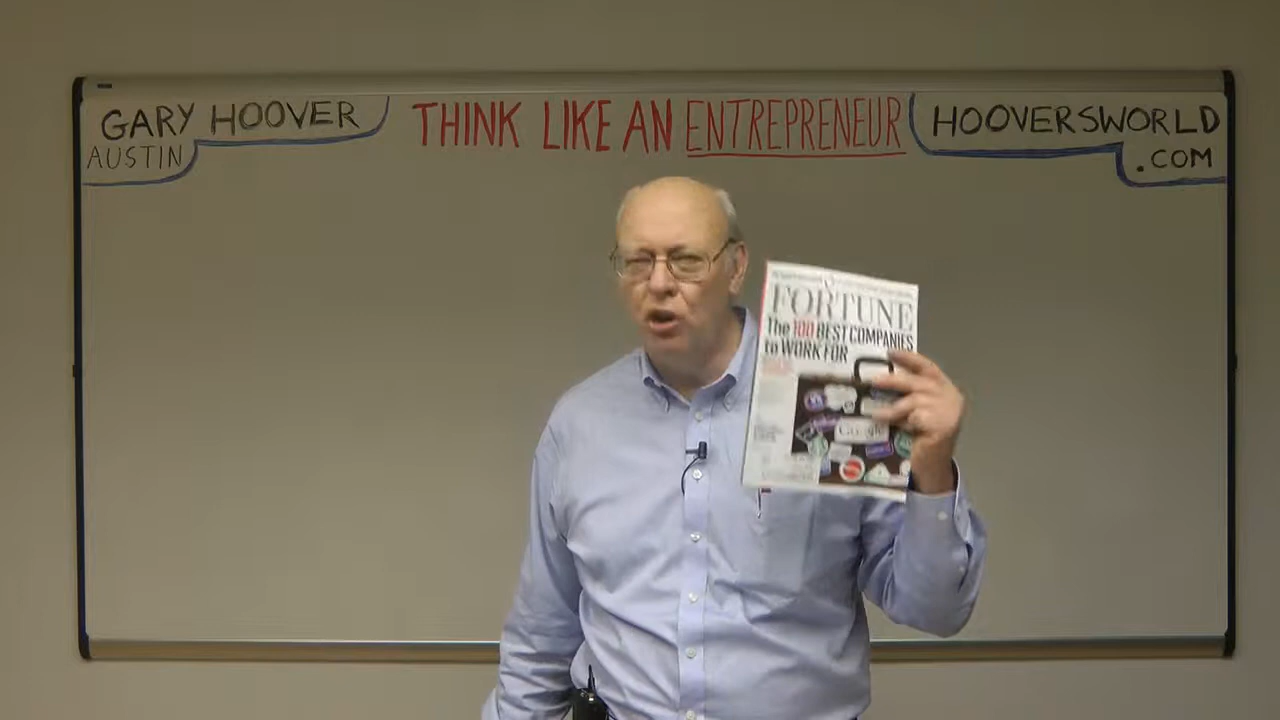 GARY HOOVER
AUSTIN
THINK LIKE AN ENTREPRENEUR
HOOVERSWORLD
.COM
FORTUNE
The 100 BEST COMPANIES
to WORK FOR
Google